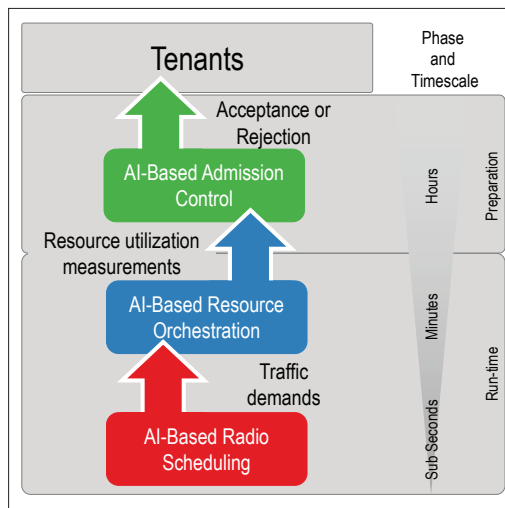 Tenants
Phase
and
Timescale
Acceptance or
Rejection
AI-Based Admission
Control
Hours
Preparation
Resource utilization
measurements
AI-Based Resource
Orchestration
Minutes
Run-time
Traffic
demands
AI-Based Radio
Scheduling
Sub Seconds